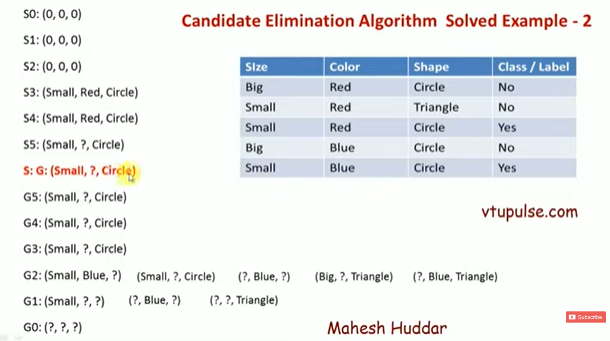 Candidate Elimination Algorithm Solved Example - 2
S0: (0, 0, 0)
S1: (0, 0, 0)
S2: (0, 0, 0)
S3: (Small, Red, Circle)
S4: (Small, Red, Circle)
S5: (Small, ?, Circle)
S: G: (Small, ?, Circle)
G5: (Small, ?, Circle)
G4: (Small, ?, Circle)
G3: (Small, ?, Circle)
G2: (Small, Blue, ?) (Small, ?, Circle) (?, Blue, ?) (Big, ?, Triangle) (?, Blue, Triangle)
G1: (Small, ?, ?) (?, Blue, ?) (?, ?, Triangle)
G0: (?, ?, ?)
Size Color Shape Class / Label
Big Red Circle No
Small Red Triangle No
Small Red Circle Yes
Big Blue Circle No
Small Blue Circle Yes
vtupulse.com
Subscribe
Mahesh Huddar